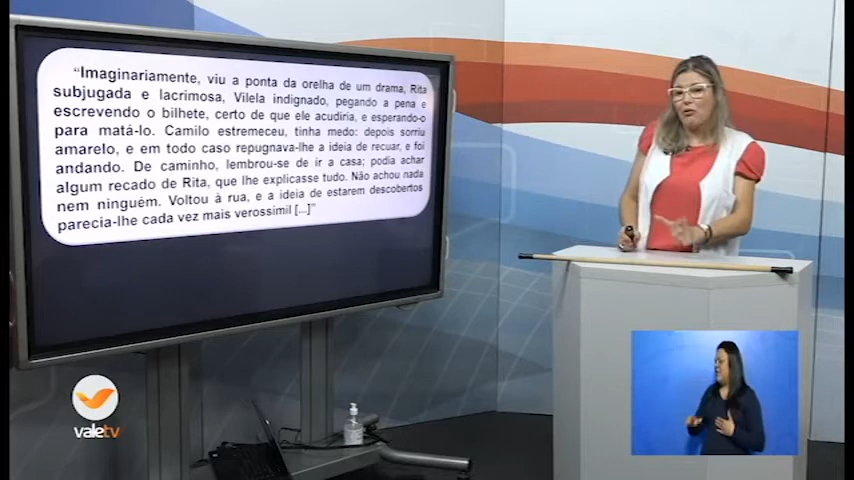 “Imaginariamente, viu a ponta da orelha de um drama, Rita
subjugada e lacrimosa, Vilela indignado, pegando a pena e
escrevendo o bilhete, certo de que ele acudiria, e esperando-o
para matá-lo. Camilo estremeceu, tinha medo: depois sorriu
amarelo, e em todo caso repugnava-lhe a ideia de recuar, e foi
andando. De caminho, lembrou-se de ir a casa; podia achar
algum recado de Rita, que lhe explicasse tudo. Não achou nada
nem ninguém. Voltou à rua, e a ideia de estarem descobertos
parecia-lhe cada vez mais verossímil [...]”
valetv